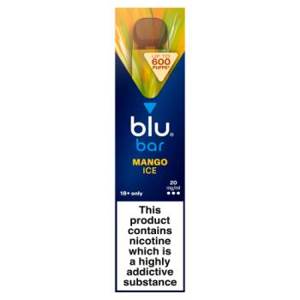 UP TO
600
PUFFS*
blu®
bar
MANGO
ICE
18+ only
20
mg/ml
This
product
contains
nicotine
which is
a highly
addictive
substance